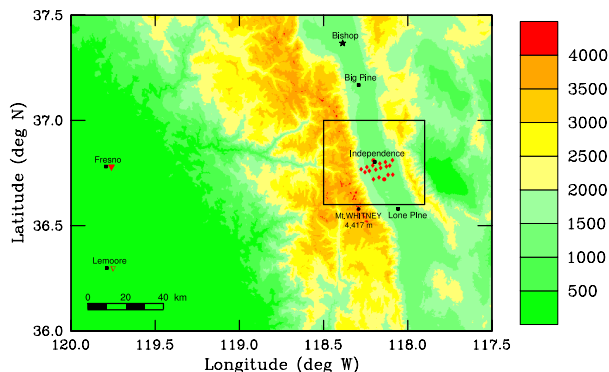 37.5
37.0
36.5
36.0
Latitude (deg N)
120.0
119.5
119.0
118.5
118.0
117.5
Longitude (deg W)
Bishop
Big Pine
Independence
Fresno
Mt.WHITNEY
4,417 m
Lone PIne
Lemoore
0 20 40 km
4000
3500
3000
2500
2000
1500
1000
500